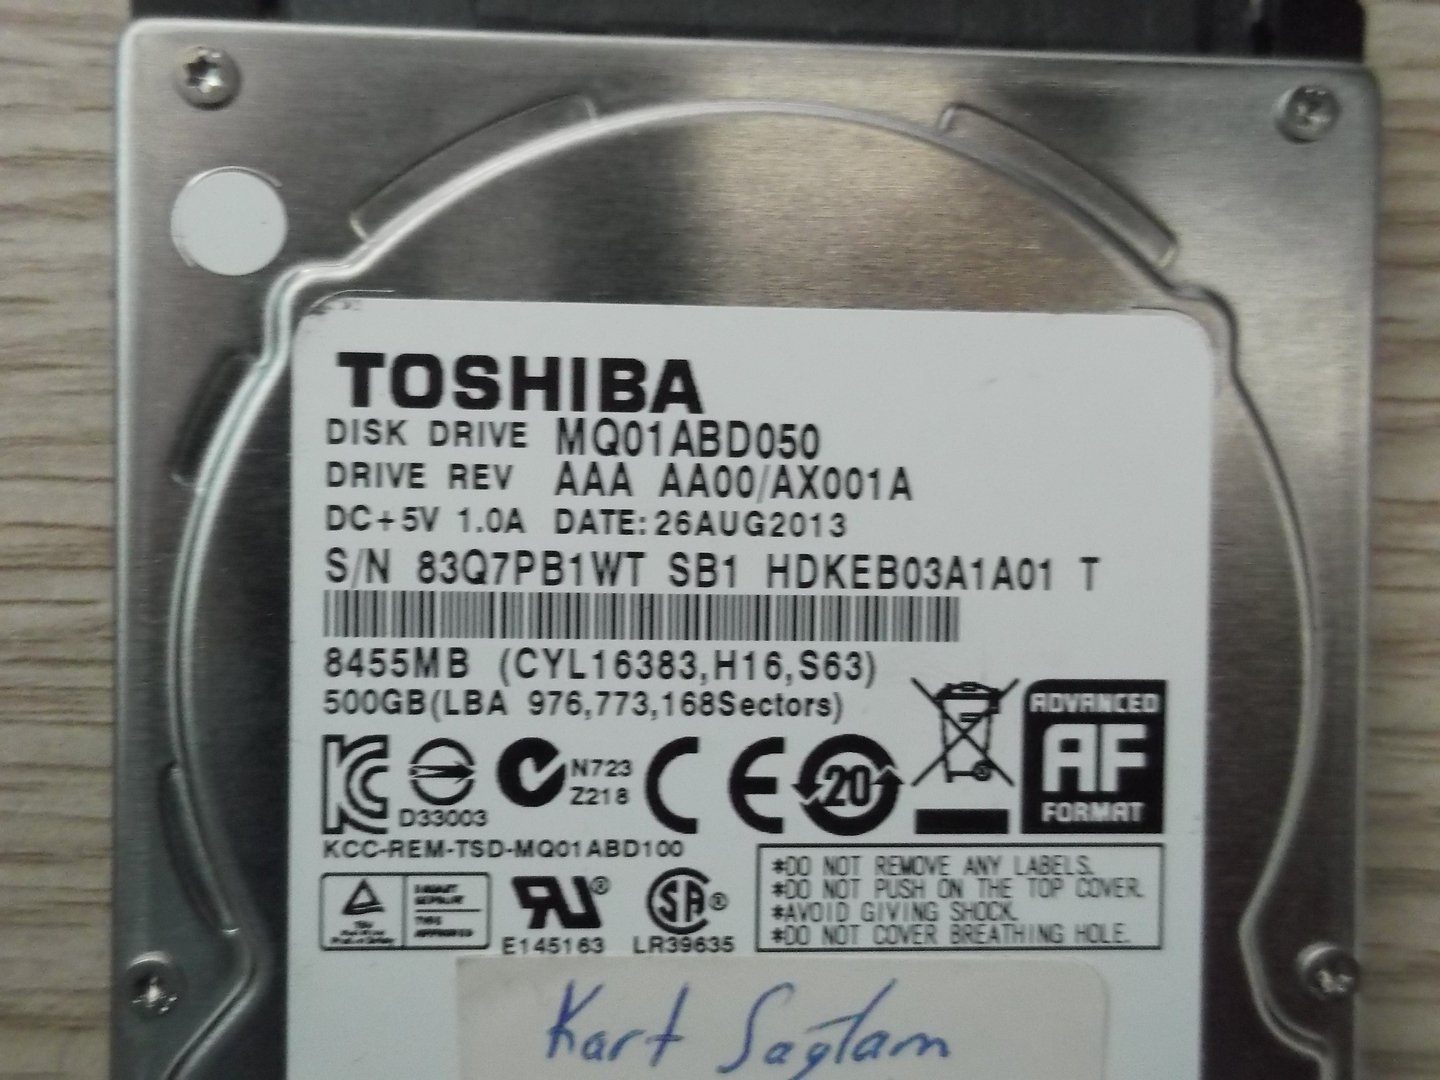 TOSHIBA
DISK DRIVE MQ01ABD050
DRIVE REV AAA AA00/AX001A
DC+5V 1.0A DATE:26AUG2013
S/N 83Q7PB1WT SB1 HDKEB03A1A01 T
8455MB (CYL16383,H16,S63)
500GB(LBA 976,773,168Sectors)
ADVANCED
AF
FORMAT
KC
D33003
N723
Z218
CE
20
KCC-REM-TSD-MQ01ABD100
E145163
SA
LR39635
*DO NOT REMOVE ANY LABELS.
*DO NOT PUSH ON THE TOP COVER.
*AVOID GIVING SHOCK.
*DO NOT COVER BREATHING HOLE.
Kart Sağlam